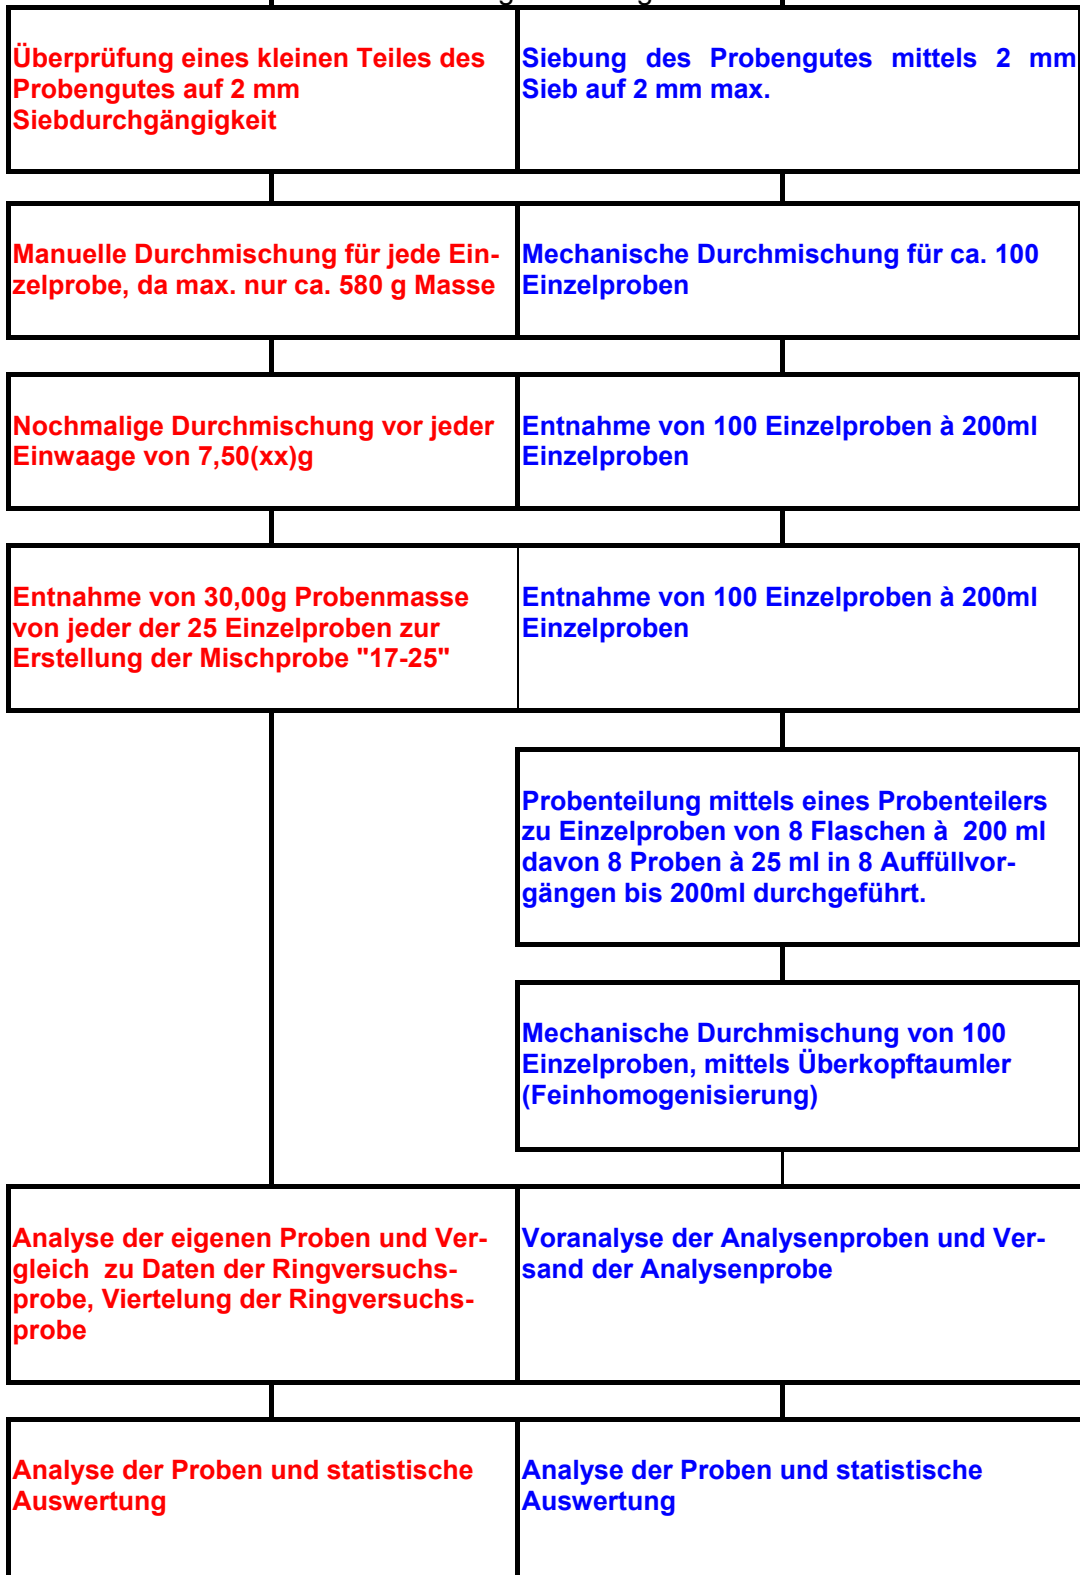 Überprüfung eines kleinen Teiles des
Probengutes auf 2 mm
Siebdurchgängigkeit
Siebung des Probengutes mittels 2 mm
Sieb auf 2 mm max.
Manuelle Durchmischung für jede Ein-
zelprobe, da max. nur ca. 580 g Masse
Mechanische Durchmischung für ca. 100
Einzelproben
Nochmalige Durchmischung vor jeder
Einwaage von 7,50(xx)g
Entnahme von 100 Einzelproben à 200ml
Einzelproben
Entnahme von 30,00g Probenmasse
von jeder der 25 Einzelproben zur
Erstellung der Mischprobe "17-25"
Entnahme von 100 Einzelproben à 200ml
Einzelproben
Probenteilung mittels eines Probenteilers
zu Einzelproben von 8 Flaschen à 200 ml
davon 8 Proben à 25 ml in 8 Auffüllvor-
gängen bis 200ml durchgeführt.
Mechanische Durchmischung von 100
Einzelproben, mittels Überkopftaumler
(Feinhomogenisierung)
Analyse der eigenen Proben und Ver-
gleich zu Daten der Ringversuchs-
probe, Viertelung der Ringversuchs-
probe
Voranalyse der Analysenproben und Ver-
sand der Analysenprobe
Analyse der Proben und statistische
Auswertung
Analyse der Proben und statistische
Auswertung